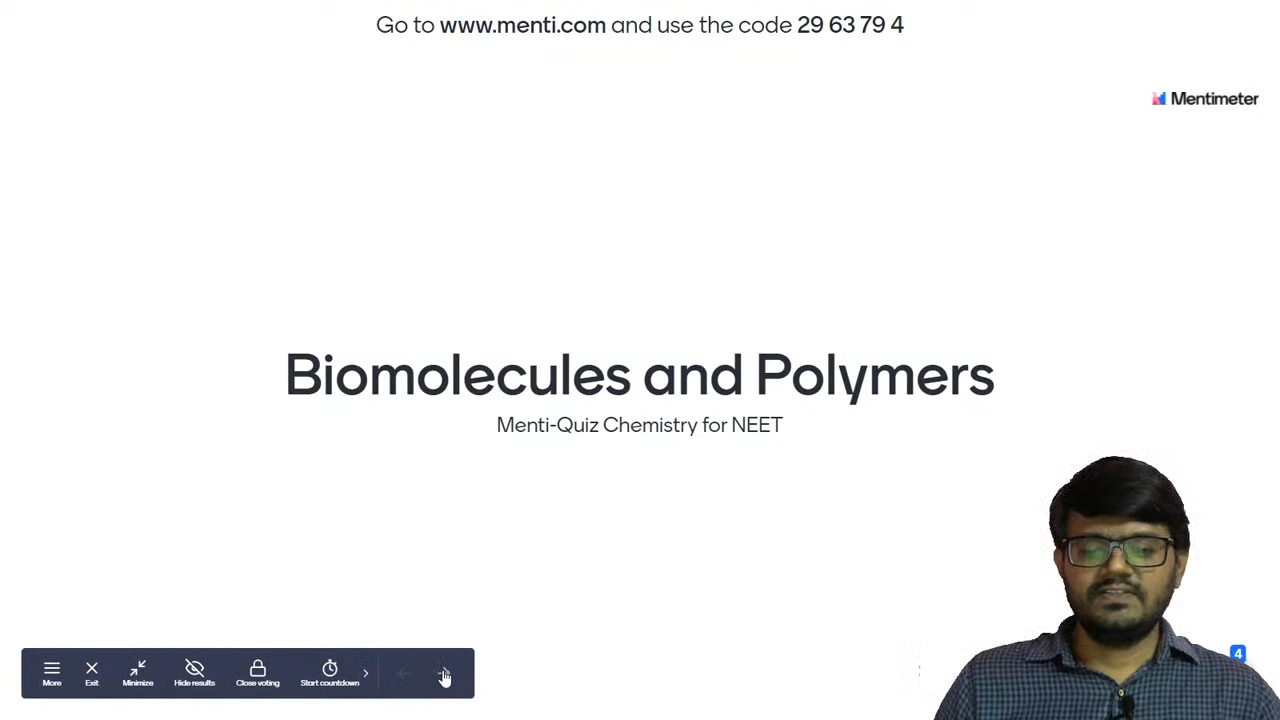 Go to www.menti.com and use the code 29 63 79 4
Mentimeter
Biomolecules and Polymers
Menti-Quiz Chemistry for NEET
4
More Exit Minimize Hide results Close voting Start countdown